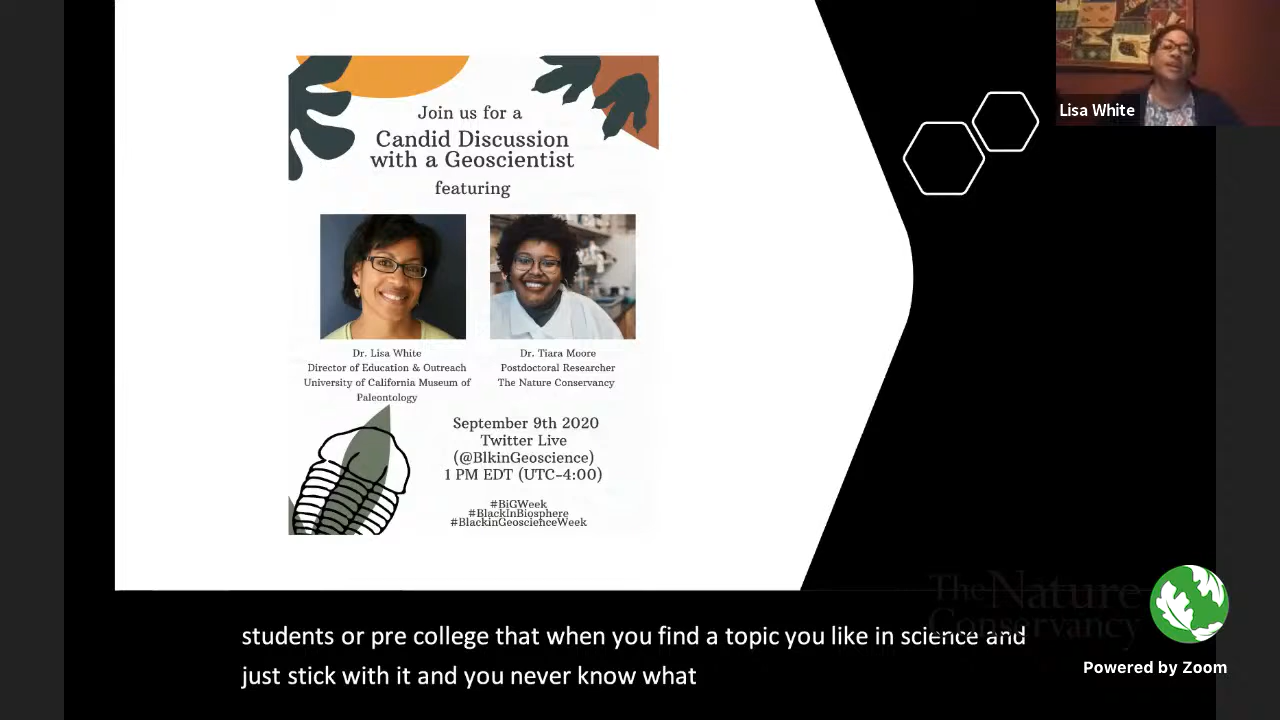 Join us for a
Candid Discussion
with a Geoscientist
featuring
Dr. Lisa White
Director of Education & Outreach
University of California Museum of
Paleontology
Dr. Tiara Moore
Postdoctoral Researcher
The Nature Conservancy
September 9th 2020
Twitter Live
(@BlkinGeoscience)
1 PM EDT (UTC-4:00)
#BiGWeek
#BlackInBiosphere
#BlackinGeoscienceWeek
Lisa White
The Nature
Conservancy
Powered by Zoom
students or pre college that when you find a topic you like in science and
just stick with it and you never know what